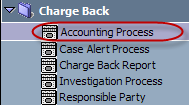 Charge Back
Accounting Process
Case Alert Process
Charge Back Report
Investigation Process
Responsible Party